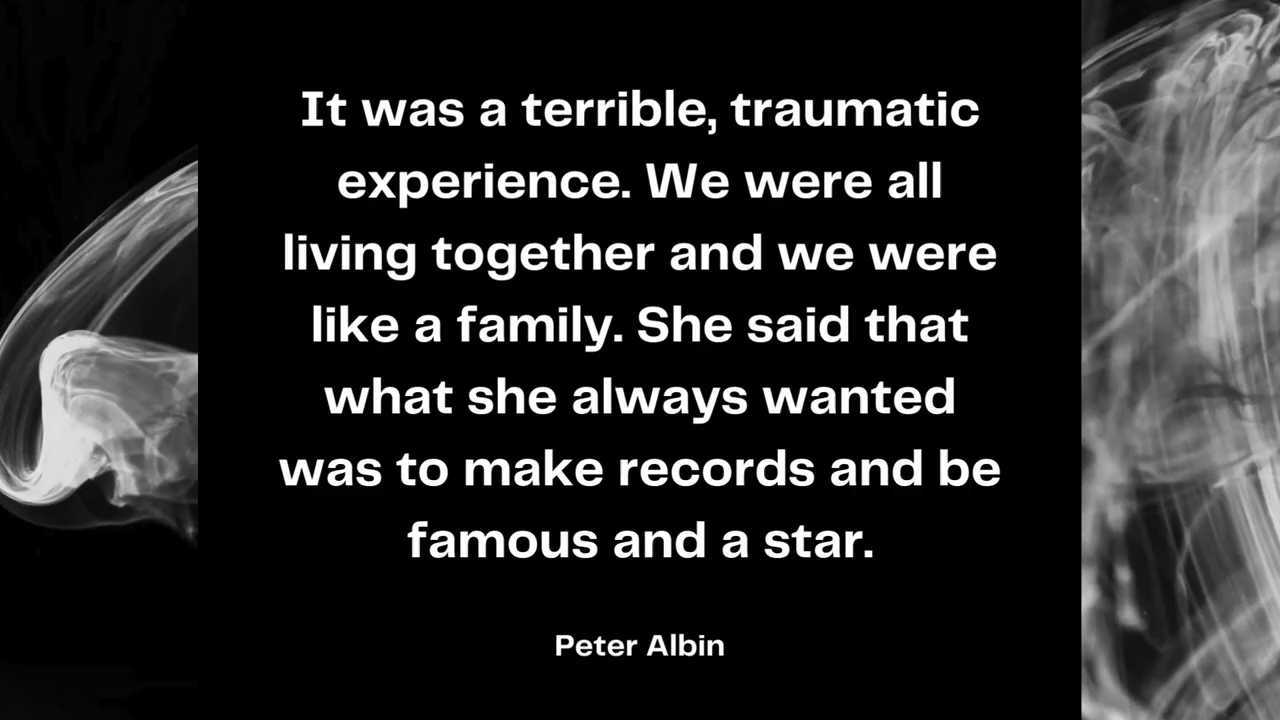 It was a terrible, traumatic
experience. We were all
living together and we were
like a family. She said that
what she always wanted
was to make records and be
famous and a star.
Peter Albin